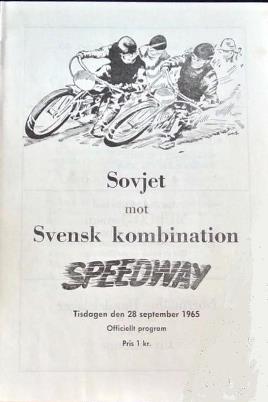 Sovjet
mot
Svensk kombination
SPEEDWAY
Tisdagen den 28 september 1965
Officiellt program
Pris 1 kr.